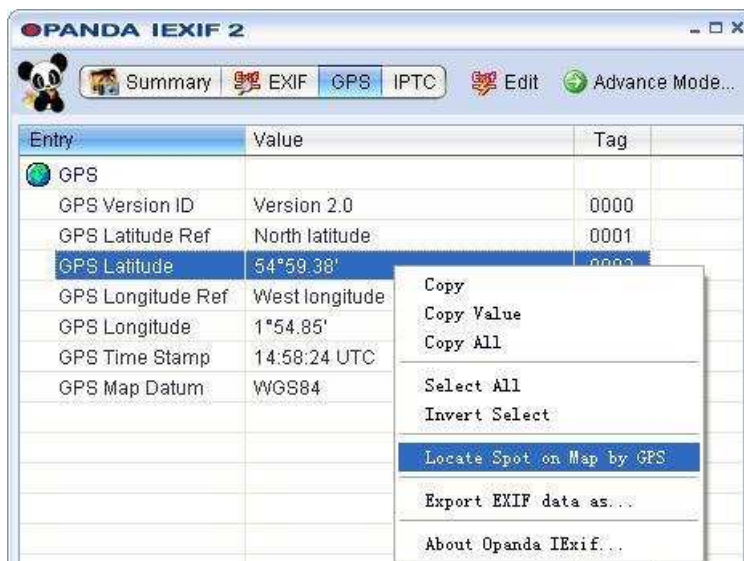 OPANDA IEXIF 2
Summary EXIF GPS IPTC Edit Advance Mode...
Entry Value Tag
GPS
GPS Version ID Version 2.0 0000
GPS Latitude Ref North latitude 0001
GPS Latitude 54°59.38' 0002
GPS Longitude Ref West longitude
GPS Longitude 1°54.85'
GPS Time Stamp 14:58:24 UTC
GPS Map Datum WGS84
Copy
Copy Value
Copy All
Select All
Invert Select
Locate Spot on Map by GPS
Export EXIF data as...
About Opanda IExif...